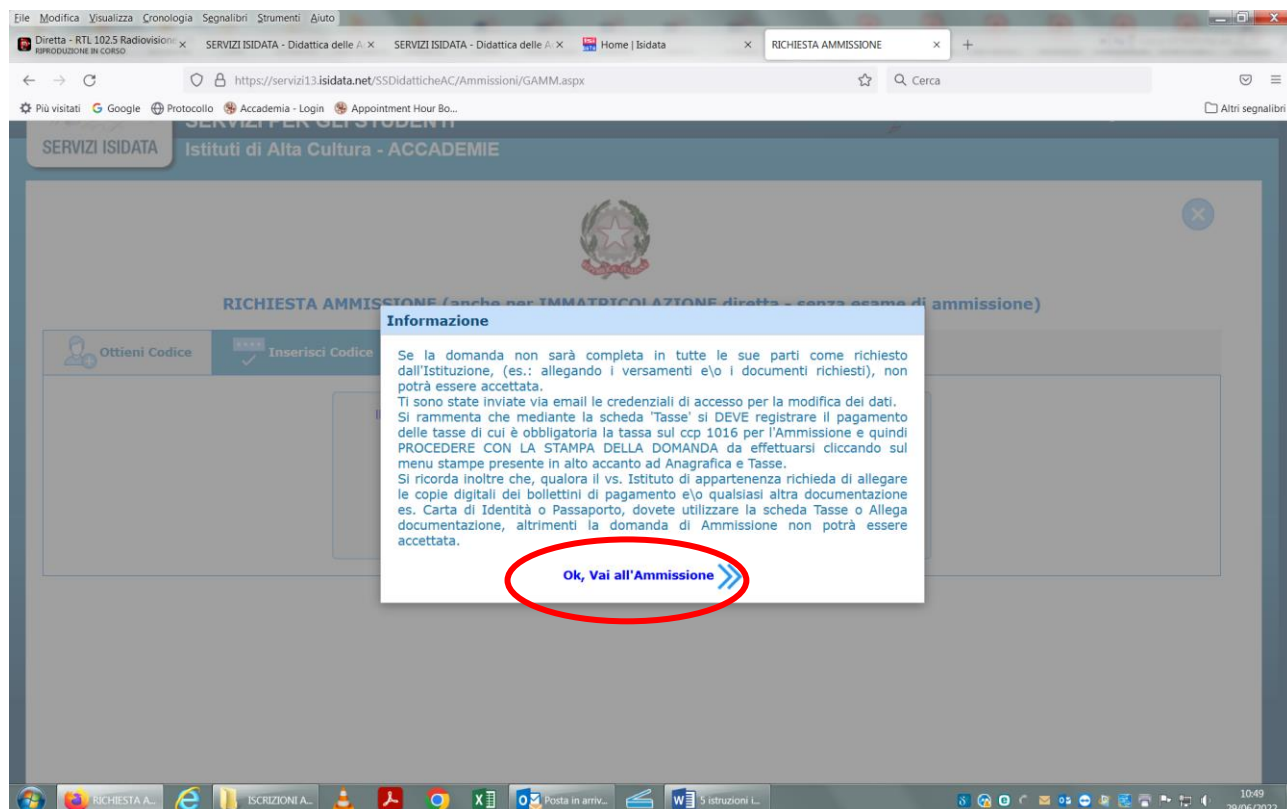 File Modifica Visualizza Cronologia Segnalibri Strumenti Aiuto
Diretta - RTL 102.5 Radiovisione
RIPRODUZIONE IN CORSO
SERVIZI ISIDATA - Didattica delle A
SERVIZI ISIDATA - Didattica delle A
Home | Isidata
RICHIESTA AMMISSIONE
https://servizi13.isidata.net/SSDidatticheAC/Ammissioni/GAMM.aspx
Cerca
Più visitati Google Protocollo Accademia - Login Appointment Hour Bo...
Altri segnalibri
SERVIZI PER GLI STUDENTI
SERVIZI ISIDATA
Istituti di Alta Cultura - ACCADEMIE
RICHIESTA AMMISSIONE (anche per IMMATRICOLAZIONE diretta - senza esame di ammissione)
Ottieni Codice
Inserisci Codice
Informazione
Se la domanda non sarà completa in tutte le sue parti come richiesto
dall'Istituzione, (es.: allegando i versamenti e\o i documenti richiesti), non
potrà essere accettata.
Ti sono state inviate via email le credenziali di accesso per la modifica dei dati.
Si rammenta che mediante la scheda 'Tasse' si DEVE registrare il pagamento
delle tasse di cui è obbligatoria la tassa sul ccp 1016 per l'Ammissione e quindi
PROCEDERE CON LA STAMPA DELLA DOMANDA da effettuarsi cliccando sul
menu stampe presente in alto accanto ad Anagrafica e Tasse.
Si ricorda inoltre che, qualora il vs. Istituto di appartenenza richieda di allegare
le copie digitali dei bollettini di pagamento e\o qualsiasi altra documentazione
es. Carta di Identità o Passaporto, dovete utilizzare la scheda Tasse o Allega
documentazione, altrimenti la domanda di Ammissione non potrà essere
accettata.
Ok, Vai all'Ammissione
RICHIESTA A...
ISCRIZIONI A...
Posta in arriv...
5 istruzioni i...
10:49
29/06/2022